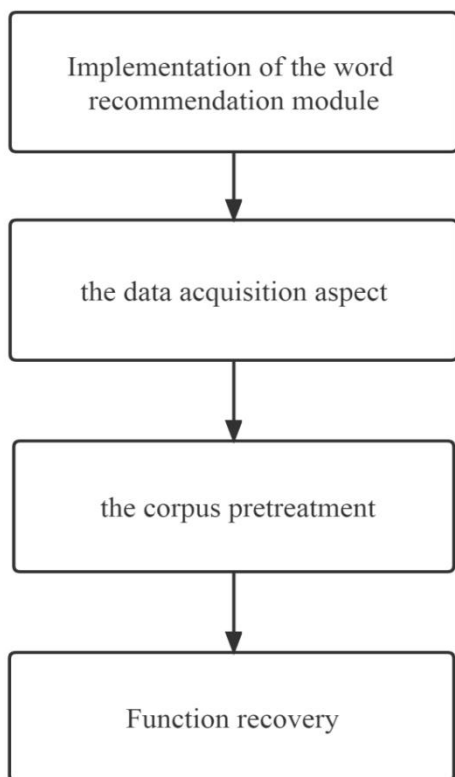 Implementation of the word
recommendation module
the data acquisition aspect
the corpus pretreatment
Function recovery